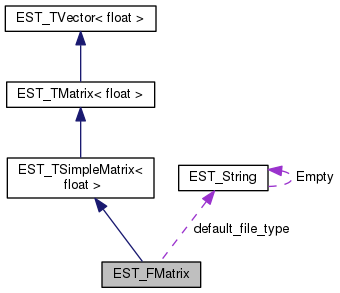 EST_TVector< float >
EST_TMatrix< float >
EST_TSimpleMatrix<
float >
EST_String
Empty
default_file_type
EST_FMatrix